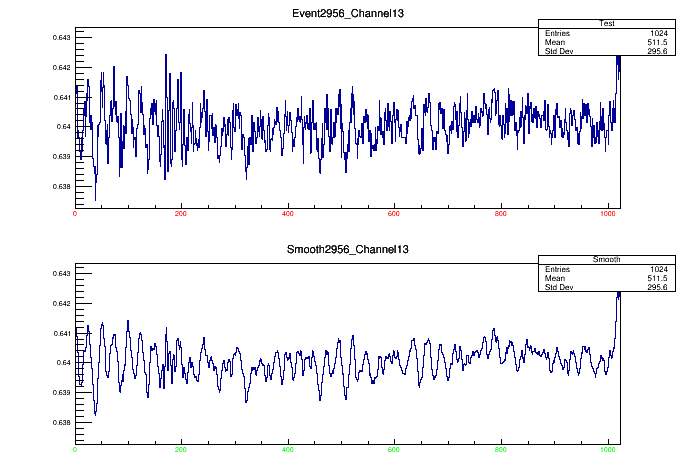 Event2956_Channel13
Test
Entries 1024
Mean 511.5
Std Dev 295.6
0.643
0.642
0.641
0.64
0.639
0.638
0 200 400 600 800 1000
Smooth2956_Channel13
Smooth
Entries 1024
Mean 511.5
Std Dev 295.6
0.643
0.642
0.641
0.64
0.639
0.638
0 200 400 600 800 1000